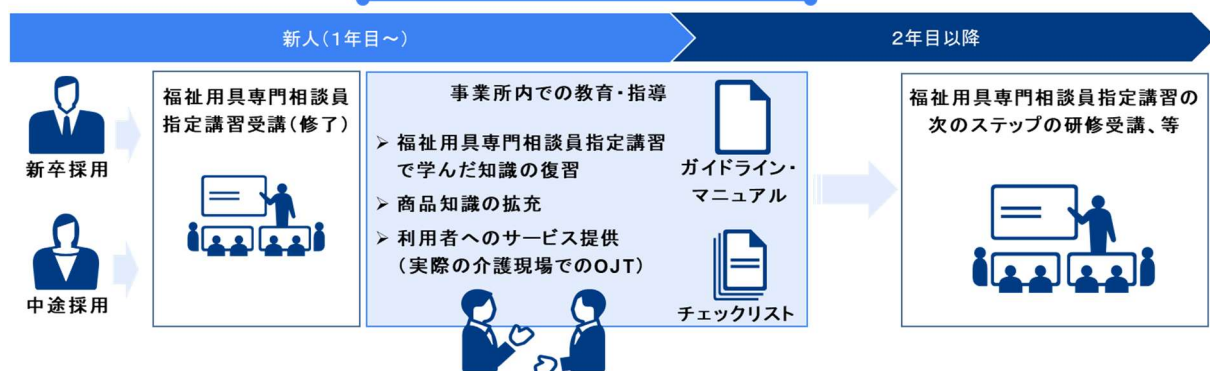 新人(1年目~)
2年目以降
新卒採用
中途採用
福祉用具専門相談員
指定講習受講(修了)
事業所内での教育・指導
➢ 福祉用具専門相談員指定講習
で学んだ知識の復習
➢ 商品知識の拡充
➢ 利用者へのサービス提供
(実際の介護現場でのOJT)
ガイドライン・
マニュアル
チェックリスト
福祉用具専門相談員指定講習の
次のステップの研修受講、等